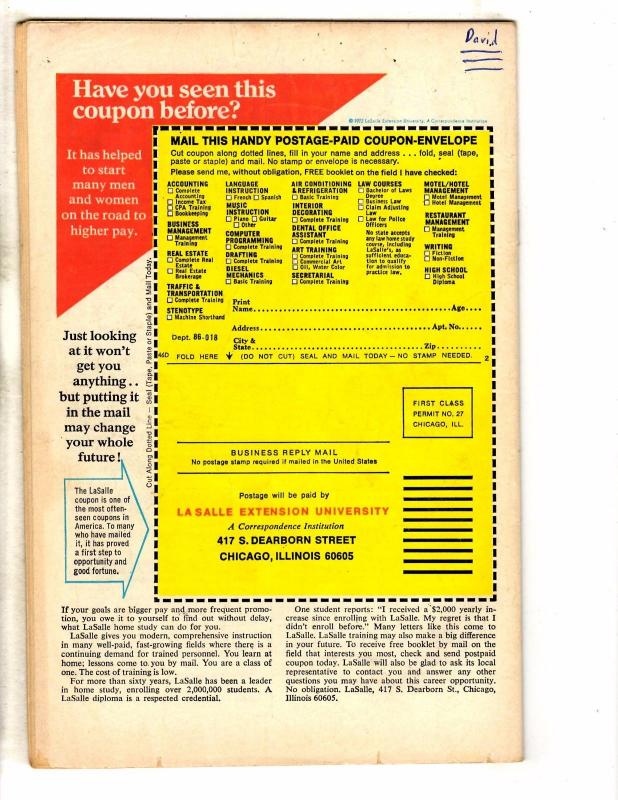 David
Have you seen this
coupon before?
© 1972 LaSalle Extension University, A Correspondence Institution
It has helped
to start
many men
and women
on the road to
higher pay.
MAIL THIS HANDY POSTAGE-PAID COUPON-ENVELOPE
Cut coupon along dotted lines, fill in your name and address . . . fold, seal (tape,
paste or staple) and mail. No stamp or envelope is necessary.
Please send me, without obligation, FREE booklet on the field I have checked:
ACCOUNTING
Complete
Accounting
Income Tax
CPA Training
Bookkeeping
BUSINESS
MANAGEMENT
Management
Training
REAL ESTATE
Complete Real
Estate
Real Estate
Brokerage
TRAFFIC &
TRANSPORTATION
Complete Training
STENOTYPE
Machine Shorthand
LANGUAGE
INSTRUCTION
French Spanish
MUSIC
INSTRUCTION
Piano Guitar
Other
COMPUTER
PROGRAMMING
Complete Training
DRAFTING
Complete Training
DIESEL
MECHANICS
Basic Training
AIR CONDITIONING
& REFRIGERATION
Basic Training
INTERIOR
DECORATING
Complete Training
DENTAL OFFICE
ASSISTANT
Complete Training
ART TRAINING
Complete Training
Commercial Art
Oil, Water Color
SECRETARIAL
Complete Training
LAW COURSES
Bachelor of Laws
Degree
Business Law
Claim Adjusting
Law
Law for Police
Officers
No state accepts
any law home study
course, including
LaSalle's, as
sufficient educa-
tion to qualify
for admission to
practice law.
MOTEL/HOTEL
MANAGEMENT
Motel Management
Hotel Management
RESTAURANT
MANAGEMENT
Management
Training
WRITING
Fiction
Non-Fiction
HIGH SCHOOL
High School
Diploma
Print
Name Age
Address Apt. No.
Dept. 86-018
City &
State Zip
46D FOLD HERE (DO NOT CUT) SEAL AND MAIL TODAY — NO STAMP NEEDED. 2
Cut Along Dotted Line — Seal (Tape, Paste or Staple) and Mail Today.
Just looking
at it won't
get you
anything . .
but putting it
in the mail
may change
your whole
future!
The LaSalle
coupon is one of
the most often-
seen coupons in
America. To many
who have mailed
it, it has proved
a first step to
opportunity and
good fortune.
FIRST CLASS
PERMIT NO. 27
CHICAGO, ILL.
BUSINESS REPLY MAIL
No postage stamp required if mailed in the United States
Postage will be paid by
LA SALLE EXTENSION UNIVERSITY
A Correspondence Institution
417 S. DEARBORN STREET
CHICAGO, ILLINOIS 60605
If your goals are bigger pay and more frequent promo-
tion, you owe it to yourself to find out without delay,
what LaSalle home study can do for you.
LaSalle gives you modern, comprehensive instruction
in many well-paid, fast-growing fields where there is a
continuing demand for trained personnel. You learn at
home; lessons come to you by mail. You are a class of
one. The cost of training is low.
For more than sixty years, LaSalle has been a leader
in home study, enrolling over 2,000,000 students. A
LaSalle diploma is a respected credential.
One student reports: "I received a $2,000 yearly in-
crease since enrolling with LaSalle. My regret is that I
didn't enroll before." Many letters like this come to
LaSalle. LaSalle training may also make a big difference
in your future. To receive free booklet by mail on the
field that interests you most, check and send postpaid
coupon today. LaSalle will also be glad to ask its local
representative to contact you and answer any other
questions you may have about this career opportunity.
No obligation. LaSalle, 417 S. Dearborn St., Chicago,
Illinois 60605.